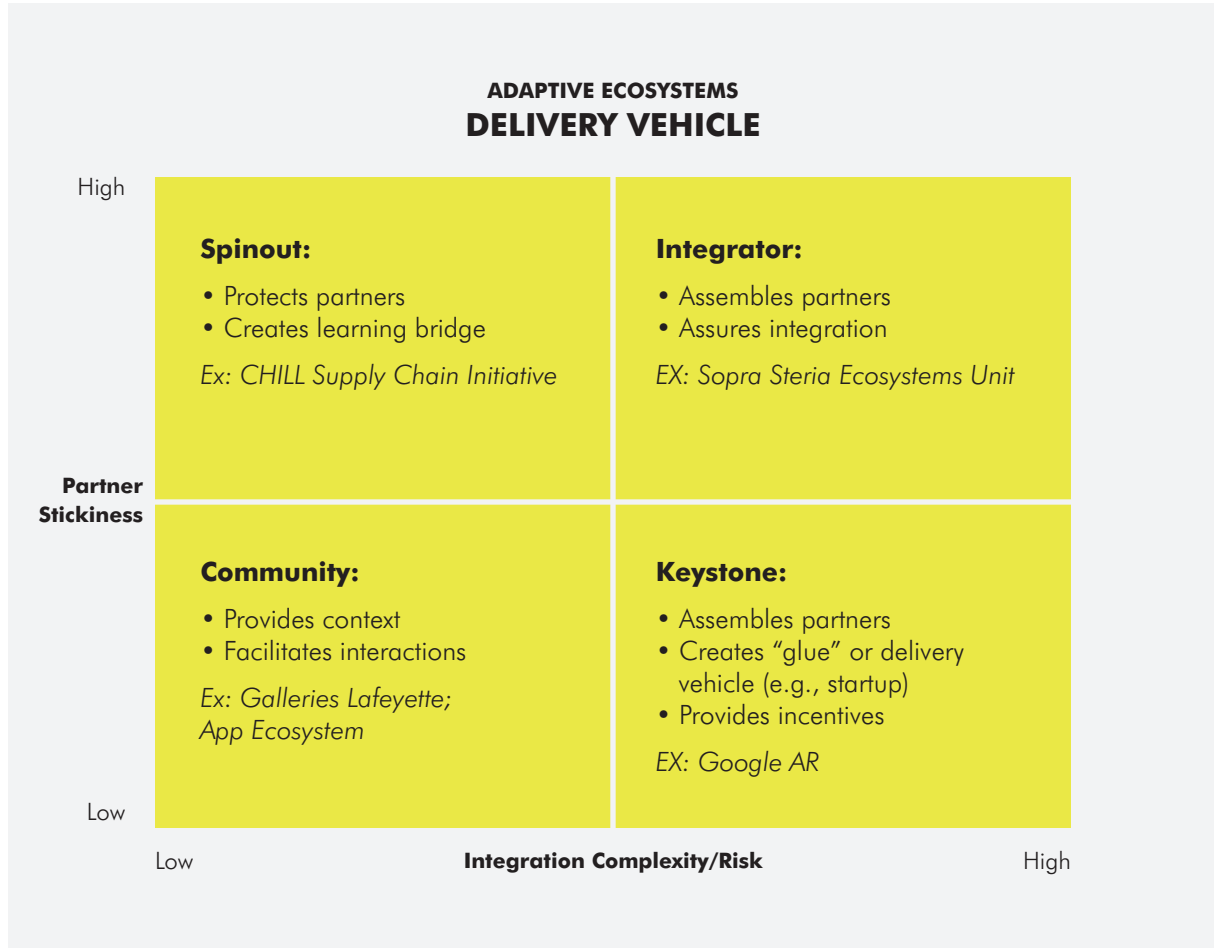 ADAPTIVE ECOSYSTEMS
DELIVERY VEHICLE
High
Spinout:
• Protects partners
• Creates learning bridge
Ex: CHILL Supply Chain Initiative
Integrator:
• Assembles partners
• Assures integration
EX: Sopra Steria Ecosystems Unit
Partner
Stickiness
Community:
• Provides context
• Facilitates interactions
Ex: Galleries Lafeyette;
App Ecosystem
Keystone:
• Assembles partners
• Creates “glue” or delivery
vehicle (e.g., startup)
• Provides incentives
EX: Google AR
Low
Low
Integration Complexity/Risk
High